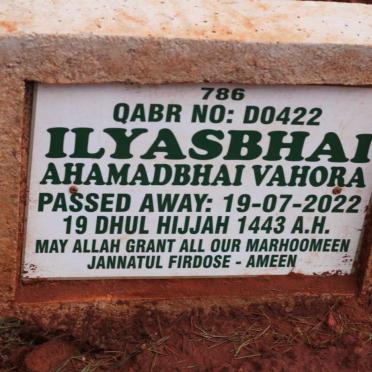 786
QABR NO: D0422
ILYASBHAI
AHAMADBHAI VAHORA
PASSED AWAY: 19-07-2022
19 DHUL HIJJAH 1443 A.H.
MAY ALLAH GRANT ALL OUR MARHOOMEEN
JANNATUL FIRDOSE - AMEEN